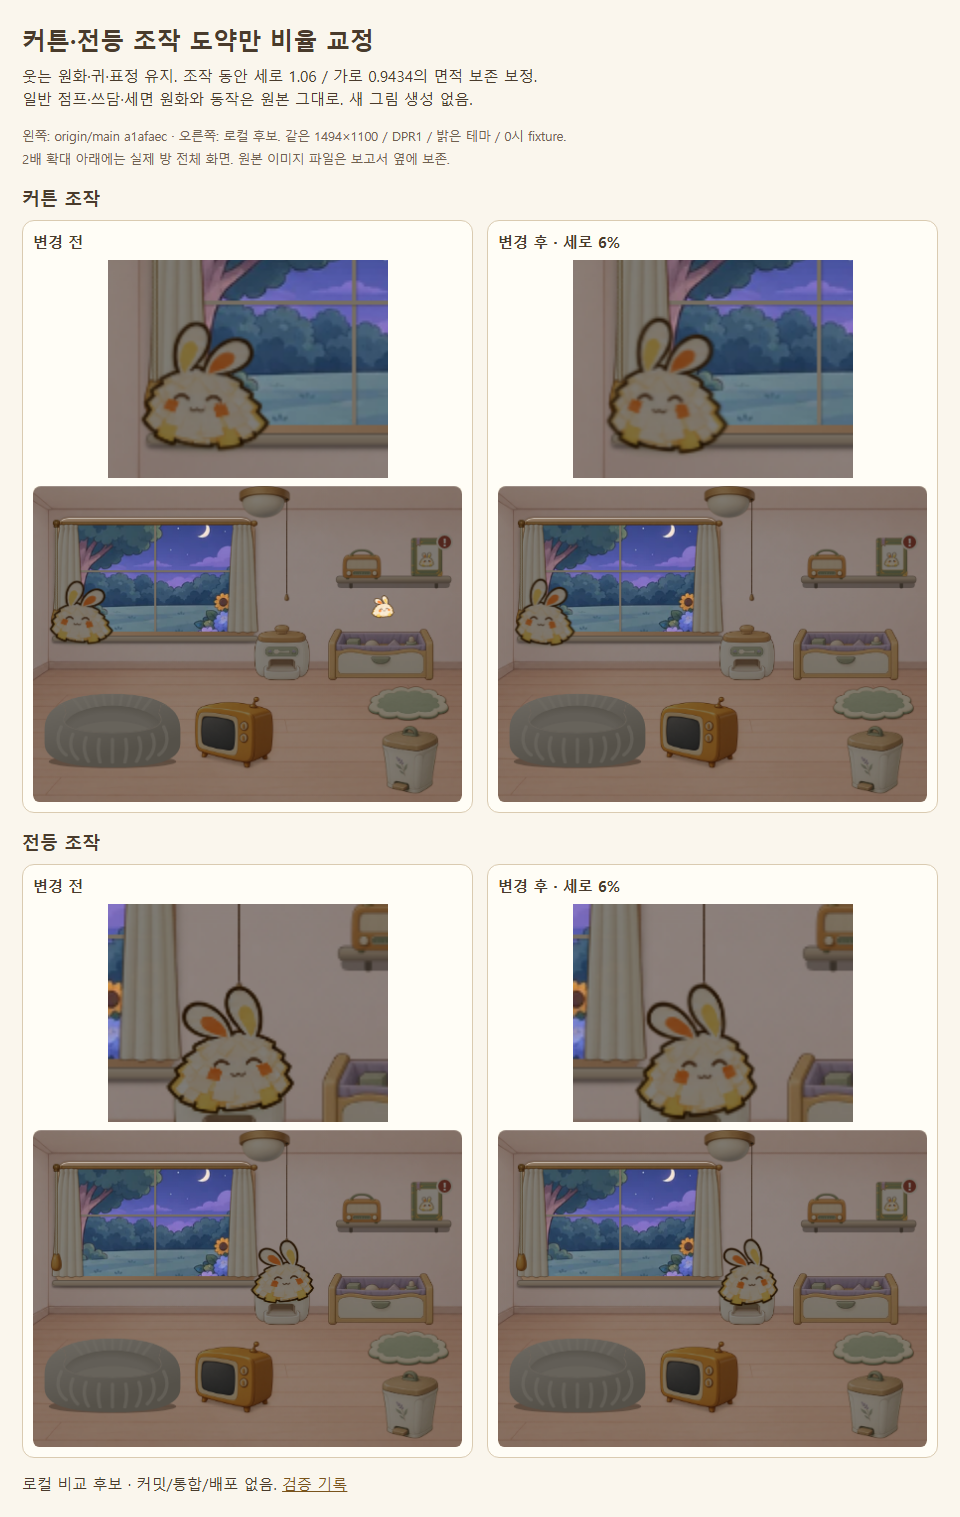 커튼·전등 조작 도약만 비율 교정
웃는 원화·귀·표정 유지. 조작 동안 세로 1.06 / 가로 0.9434의 면적 보존 보정.
일반 점프·쓰담·세면 원화와 동작은 원본 그대로. 새 그림 생성 없음.
왼쪽: origin/main a1afaec · 오른쪽: 로컬 후보. 같은 1494×1100 / DPR1 / 밝은 테마 / 0시 fixture.
2배 확대 아래에는 실제 방 전체 화면. 원본 이미지 파일은 보고서 옆에 보존.
커튼 조작
변경 전
변경 후 · 세로 6%
!
!
전등 조작
변경 전
변경 후 · 세로 6%
!
!
로컬 비교 후보 · 커밋/통합/배포 없음. 검증 기록